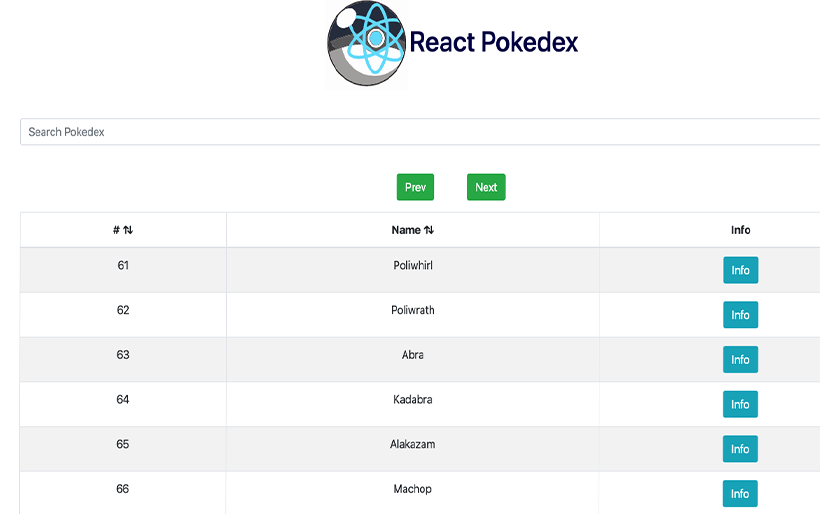 React Pokedex
Search Pokedex
Prev Next
# ⇅ Name ⇅ Info
61 Poliwhirl Info
62 Poliwrath Info
63 Abra Info
64 Kadabra Info
65 Alakazam Info
66 Machop Info